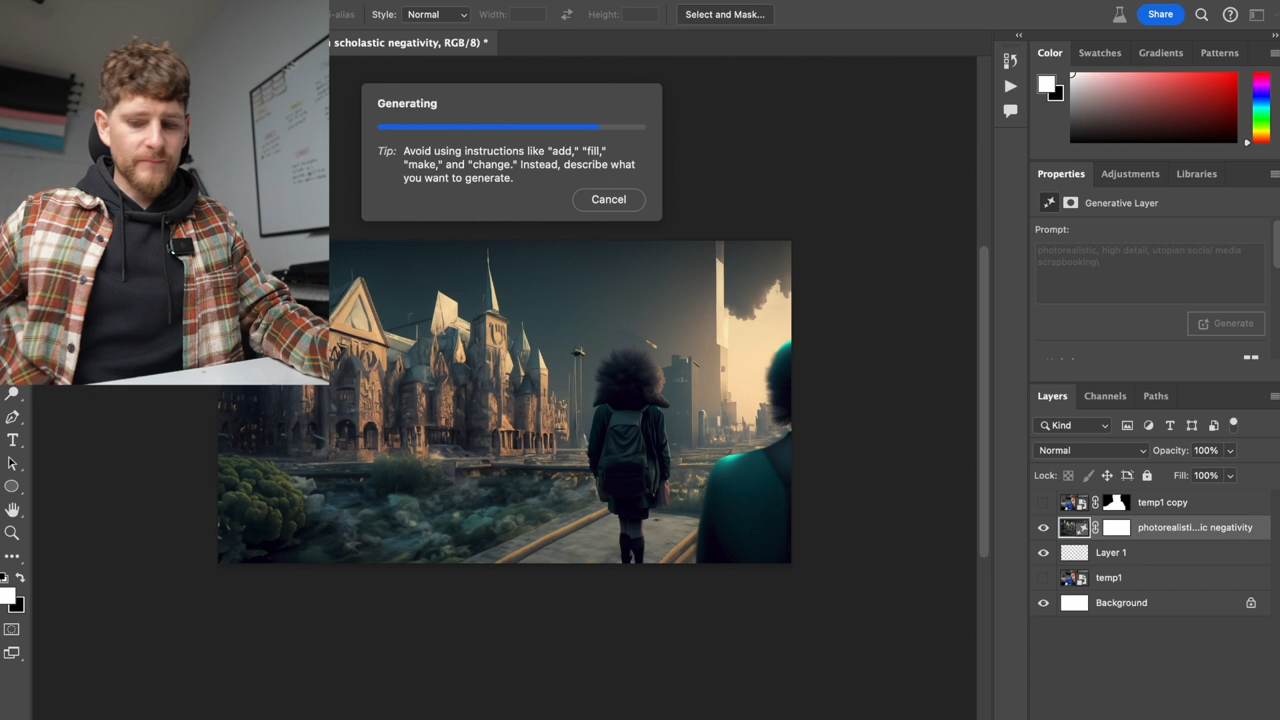 -alias
Style:
Normal
Width:
Height:
Select and Mask...
Share
scholastic negativity, RGB/8) *
Color
Swatches
Gradients
Patterns
Generating
Tip: Avoid using instructions like "add," "fill,"
"make," and "change." Instead, describe what
you want to generate.
Cancel
Properties
Adjustments
Libraries
Generative Layer
Prompt:
photorealistic, high detail, utopian social media
scrapbooking\
Generate
Layers
Channels
Paths
Kind
Normal
Opacity: 100%
Lock:
Fill: 100%
temp1 copy
photorealisti...ic negativity
Layer 1
temp1
Background